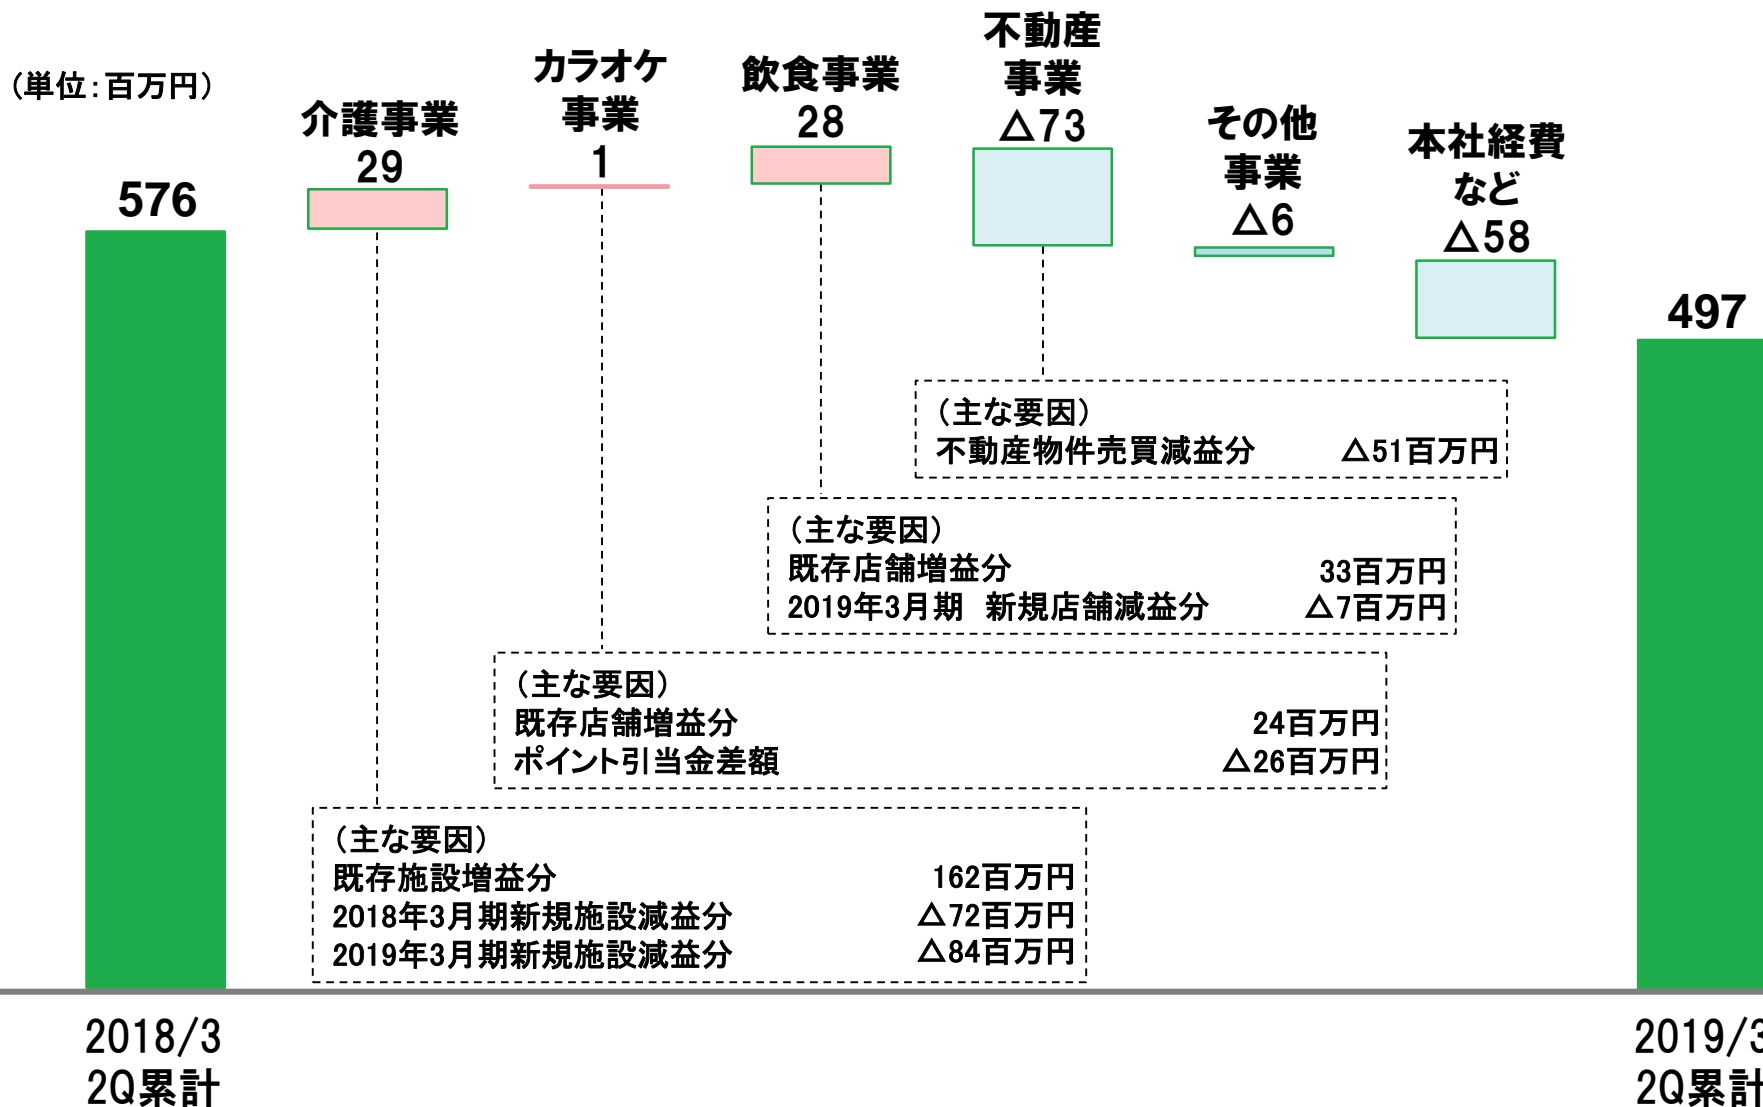 （単位：百万円）
576
介護事業
29
カラオケ
事業
1
飲食事業
28
不動産
事業
△73
その他
事業
△6
本社経費
など
△58
497
（主な要因）
不動産物件売買減益分　△51百万円
（主な要因）
既存店舗増益分　33百万円
2019年3月期　新規店舗減益分　△7百万円
（主な要因）
既存店舗増益分　24百万円
ポイント引当金差額　△26百万円
（主な要因）
既存施設増益分　162百万円
2018年3月期新規施設減益分　△72百万円
2019年3月期新規施設減益分　△84百万円
2018/3
2Q累計
2019/3
2Q累計